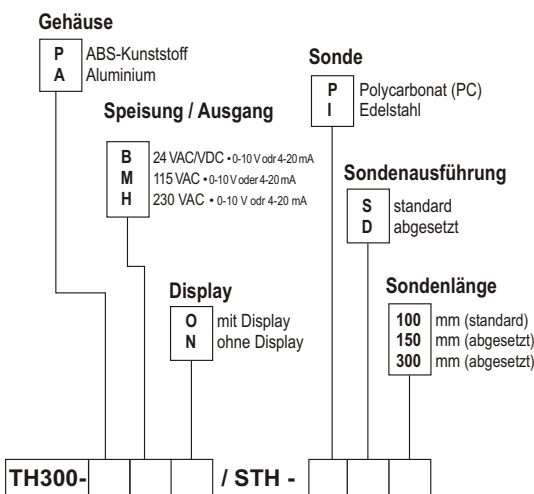 Gehäuse
P ABS-Kunststoff
A Aluminium
Speisung / Ausgang
B 24 VAC/VDC • 0-10 V odr 4-20 mA
M 115 VAC • 0-10 V oder 4-20 mA
H 230 VAC • 0-10 V odr 4-20 mA
Display
O mit Display
N ohne Display
Sonde
P Polycarbonat (PC)
I Edelstahl
Sondenausführung
S standard
D abgesetzt
Sondenlänge
100 mm (standard)
150 mm (abgesetzt)
300 mm (abgesetzt)
TH300- / STH -